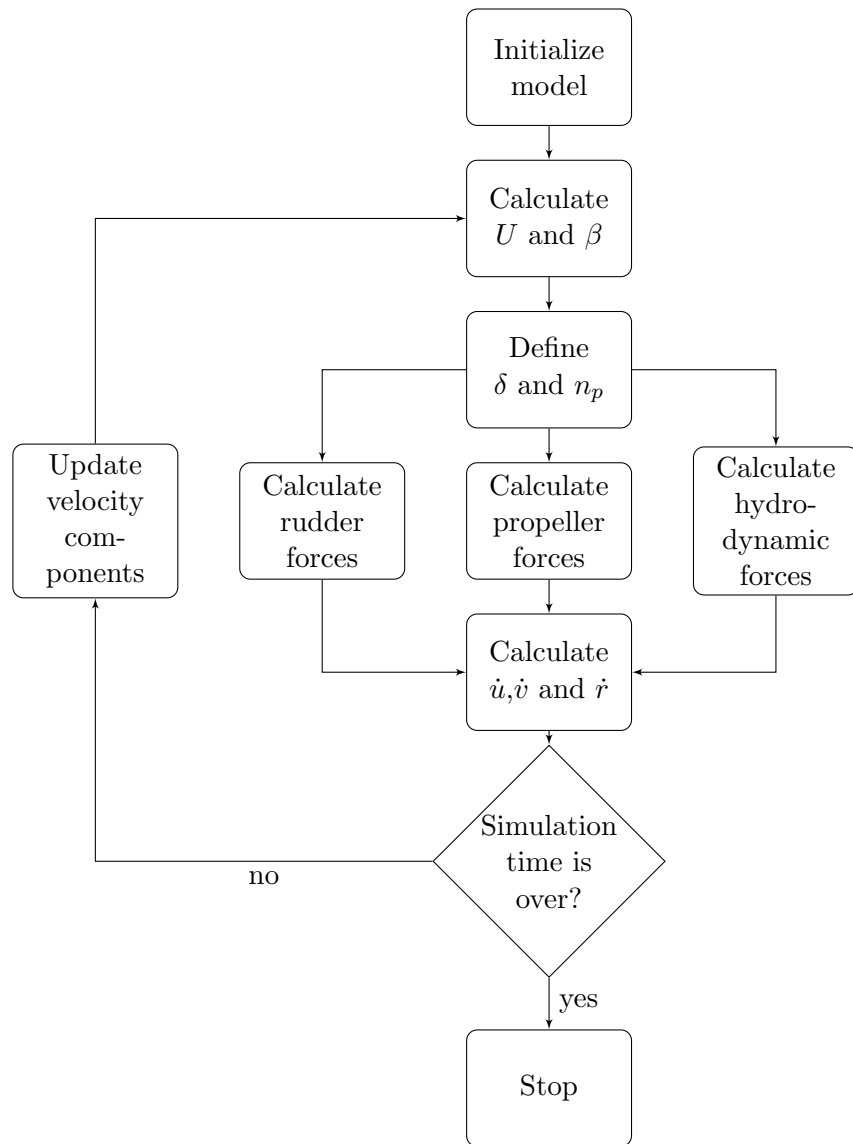 Initialize
model
Calculate
U and β
Define
δ and nₚ
Update
velocity
com-
ponents
Calculate
rudder
forces
Calculate
propeller
forces
Calculate
hydro-
dynamic
forces
Calculate
u̇,v̇ and ṙ
Simulation
time is
over?
no
yes
Stop